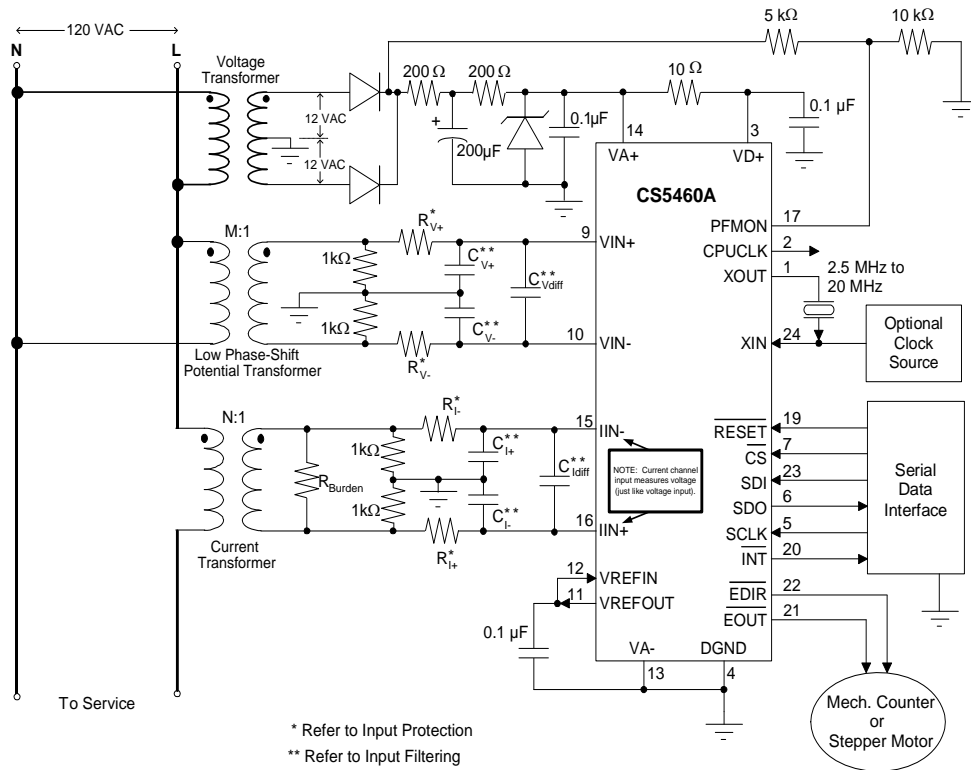 120 VAC
5 kΩ
10 kΩ
N
L
Voltage
Transformer
200 Ω
200 Ω
10 Ω
12 VAC
12 VAC
+
200µF
0.1µF
0.1 µF
14
3
VA+
VD+
CS5460A
M:1
1kΩ
1kΩ
R*V+
C**V+
C**Vdiff
C**V-
R*V-
9
VIN+
10
VIN-
PFMON
17
CPUCLK
2
XOUT
1
2.5 MHz to
20 MHz
XIN
24
Optional
Clock
Source
Low Phase-Shift
Potential Transformer
N:1
RBurden
1kΩ
1kΩ
R*I-
C**I+
C**Idiff
C**I-
R*I+
15
IIN-
NOTE: Current channel
input measures voltage
(just like voltage input).
16
IIN+
Current
Transformer
RESET
19
CS
7
SDI
23
SDO
6
SCLK
5
INT
20
Serial
Data
Interface
12
VREFIN
11
VREFOUT
0.1 µF
EDIR
22
EOUT
21
VA-
DGND
13
4
Mech. Counter
or
Stepper Motor
To Service
* Refer to Input Protection
** Refer to Input Filtering